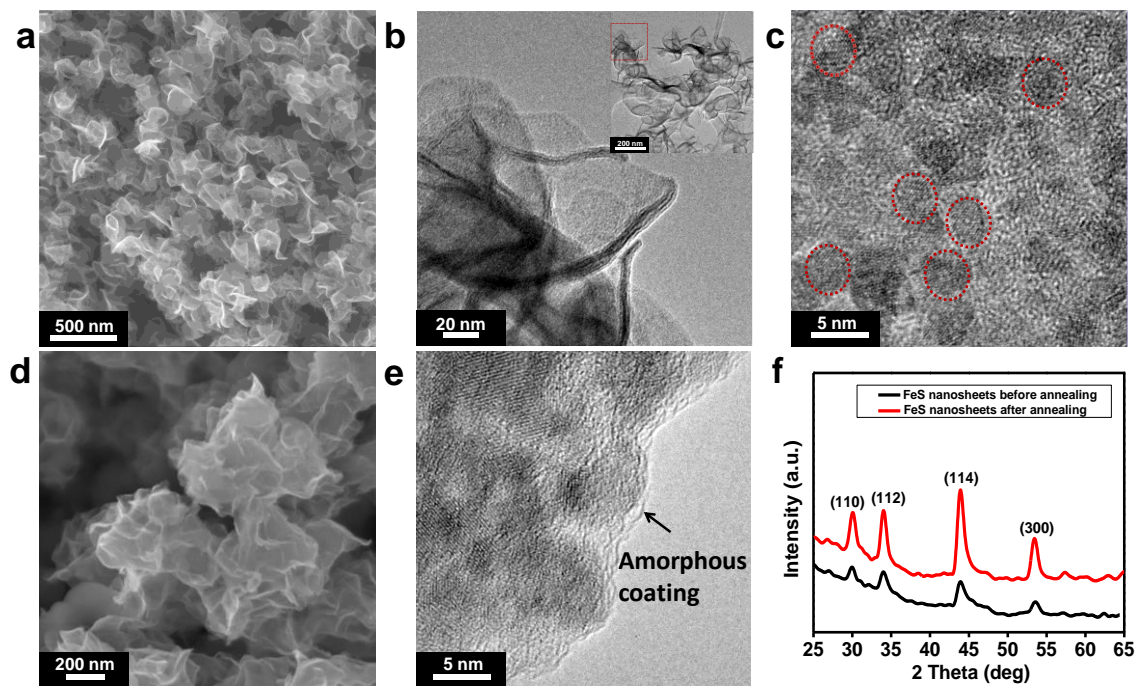 a
b
c
200 nm
500 nm
20 nm
5 nm
d
e
f
FeS nanosheets before annealing
FeS nanosheets after annealing
(110)
(112)
(114)
(300)
Intensity (a.u.)
Amorphous
coating
200 nm
5 nm
25 30 35 40 45 50 55 60 65
2 Theta (deg)